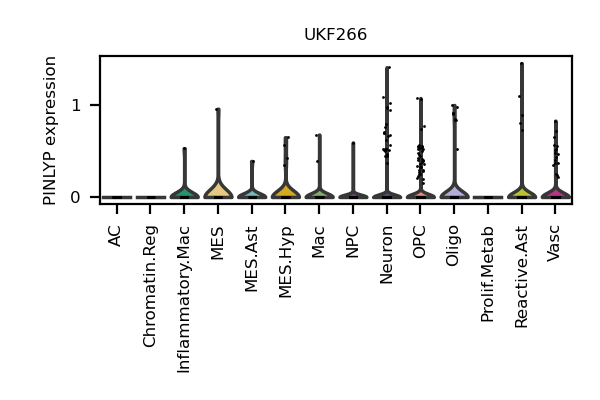 UKF266
PINLYP expression
1
0
AC
Chromatin.Reg
Inflammatory.Mac
MES
MES.Ast
MES.Hyp
Mac
NPC
Neuron
OPC
Oligo
Prolif.Metab
Reactive.Ast
Vasc